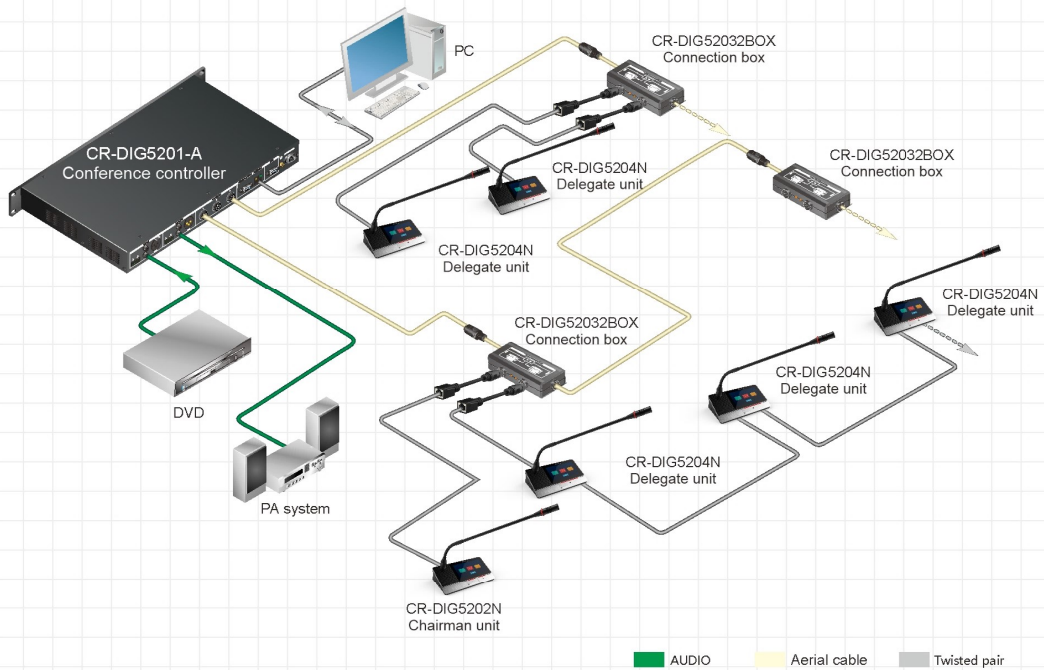 PC
CR-DIG52032BOX
Connection box
CR-DIG5201-A
Conference controller
CR-DIG5204N
Delegate unit
CR-DIG52032BOX
Connection box
CR-DIG5204N
Delegate unit
CR-DIG5204N
Delegate unit
CR-DIG52032BOX
Connection box
CR-DIG5204N
Delegate unit
DVD
CR-DIG5204N
Delegate unit
PA system
CR-DIG5202N
Chairman unit
AUDIO
Aerial cable
Twisted pair